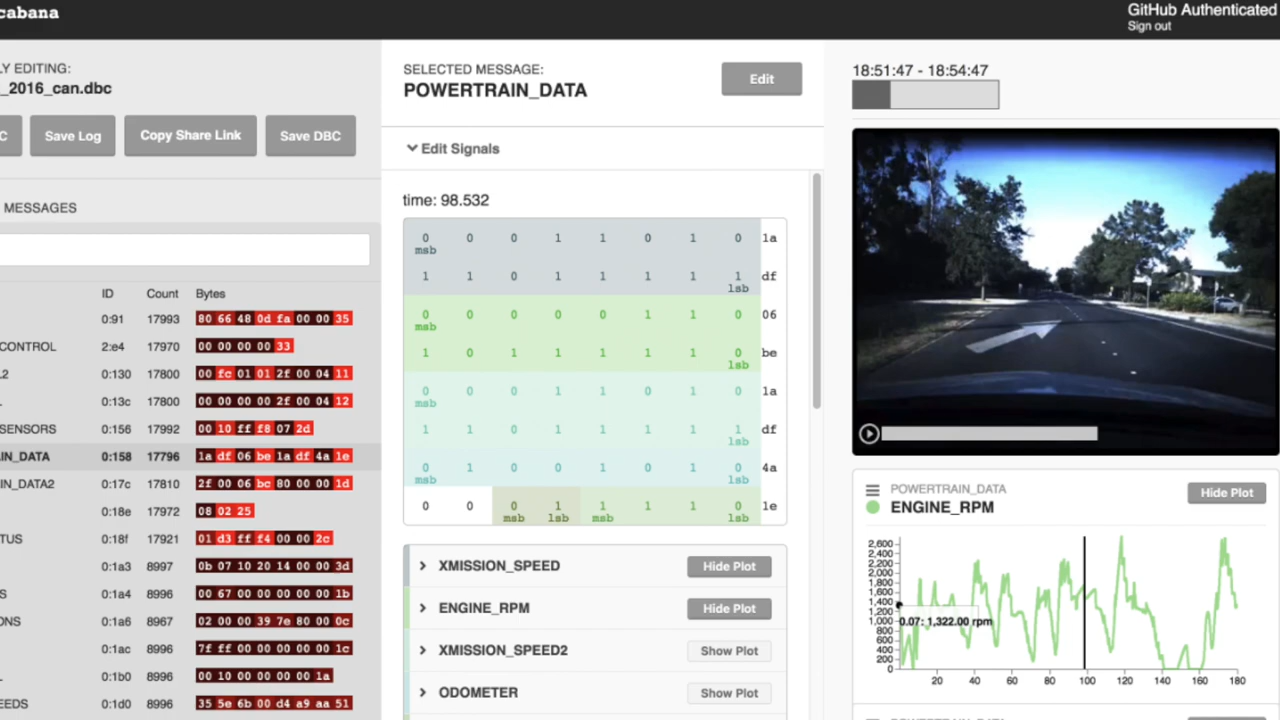 cabana
GitHub Authenticated
Sign out
LY EDITING:
_2016_can.dbc
C
Save Log
Copy Share Link
Save DBC
MESSAGES
ID Count Bytes
0:91 17993 80 66 48 0d fa 00 00 35
CONTROL 2:e4 17970 00 00 00 00 33
L2 0:130 17800 00 fc 01 01 2f 00 04 11
L 0:13c 17800 00 00 00 00 2f 00 04 12
SENSORS 0:156 17992 00 10 ff f8 07 2d
IN_DATA 0:158 17796 1a df 06 be 1a df 4a 1e
IN_DATA2 0:17c 17810 2f 00 06 bc 80 00 00 1d
0:18e 17972 08 02 25
TUS 0:18f 17921 01 d3 ff f4 00 00 2c
0:1a3 8997 0b 07 10 20 14 00 00 3d
S 0:1a4 8996 00 67 00 00 00 00 00 1b
ONS 0:1a6 8967 02 00 00 39 7e 80 00 0c
0:1ac 8996 7f ff 00 00 00 00 00 1c
L 0:1b0 8996 00 10 00 00 00 00 1a
EEDS 0:1d0 8996 35 5e 6b 00 d4 a9 aa 51
SELECTED MESSAGE:
POWERTRAIN_DATA
Edit
Edit Signals
time: 98.532
0 0 0 1 1 0 1 0 1a
msb
1 1 0 1 1 1 1 1 df
lsb
0 0 0 0 0 1 1 0 06
msb
1 0 1 1 1 1 1 0 be
lsb
0 0 0 1 1 0 1 0 1a
msb
1 1 0 1 1 1 1 1 df
lsb
0 1 0 0 1 0 1 0 4a
msb
0 0 0 1 1 1 1 0 1e
msb lsb msb lsb
XMISSION_SPEED Hide Plot
ENGINE_RPM Hide Plot
XMISSION_SPEED2 Show Plot
ODOMETER Show Plot
18:51:47 - 18:54:47
POWERTRAIN_DATA
ENGINE_RPM
Hide Plot
2,600
2,400
2,200
2,000
1,800
1,600
1,400
1,200
1,000
800
600
400
200
0
0.07: 1,322.00 rpm
20 40 60 80 100 120 140 160 180